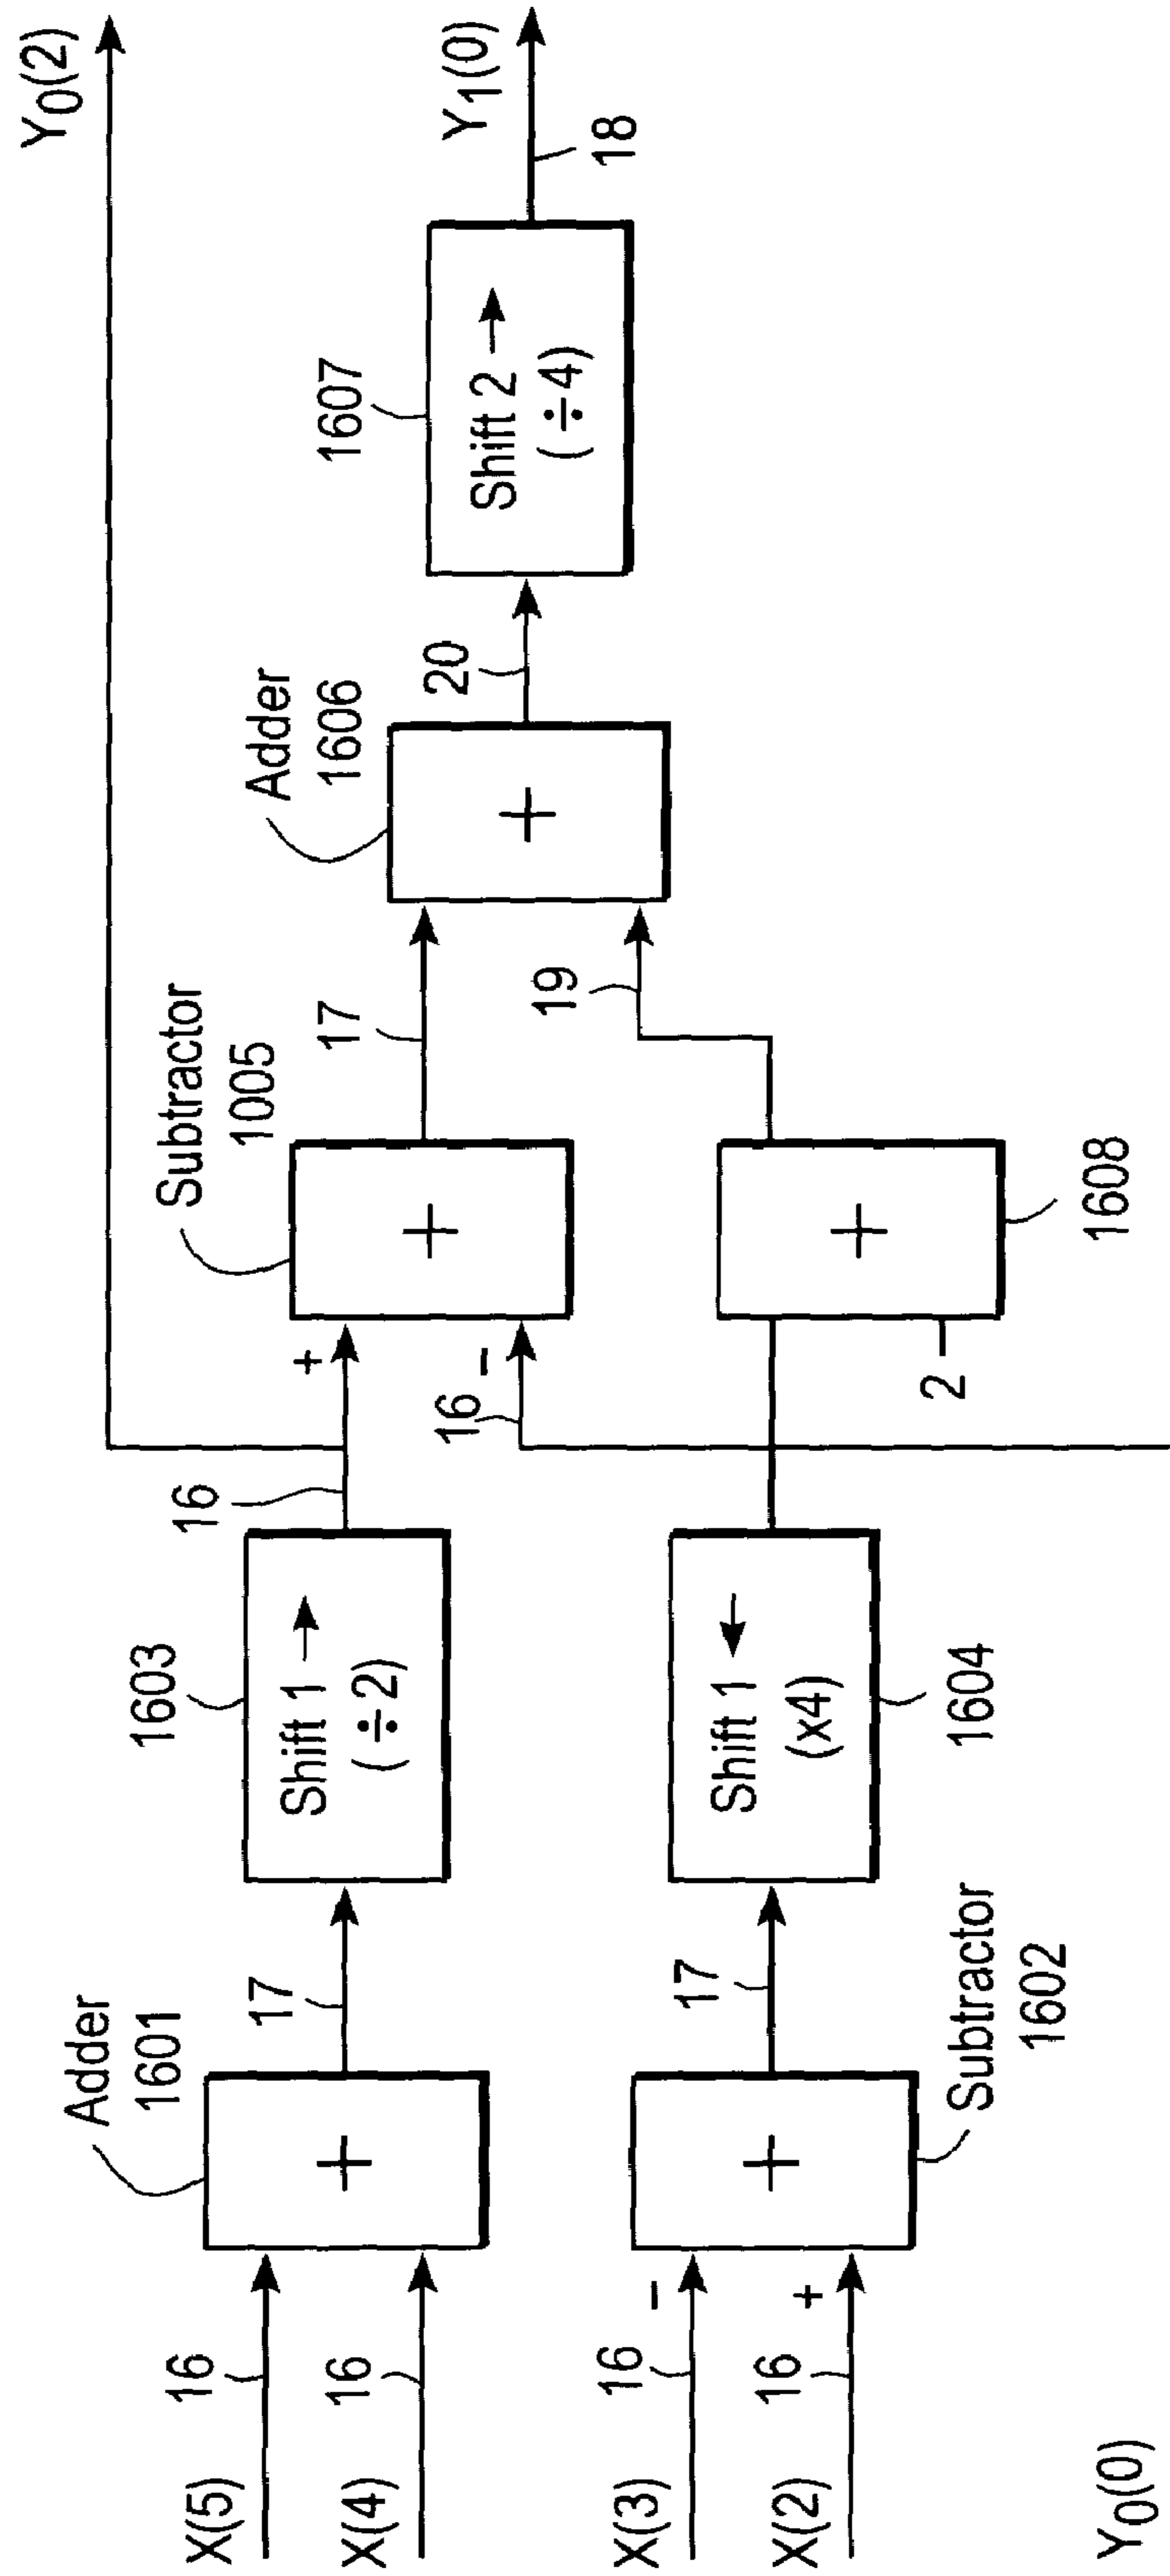 Y0(2)
Adder
1601
X(5)
16
X(4)
16
+
17
1603
Shift 1 →
(÷2)
16
+
16
−
Subtractor
1005
+
17
Adder
1606
+
20
1607
Shift 2 →
(÷4)
Y1(0)
18
X(3)
16
−
X(2)
16
+
+
Subtractor
1602
17
Shift 1 ←
(x4)
1604
2
+
1608
19
Y0(0)